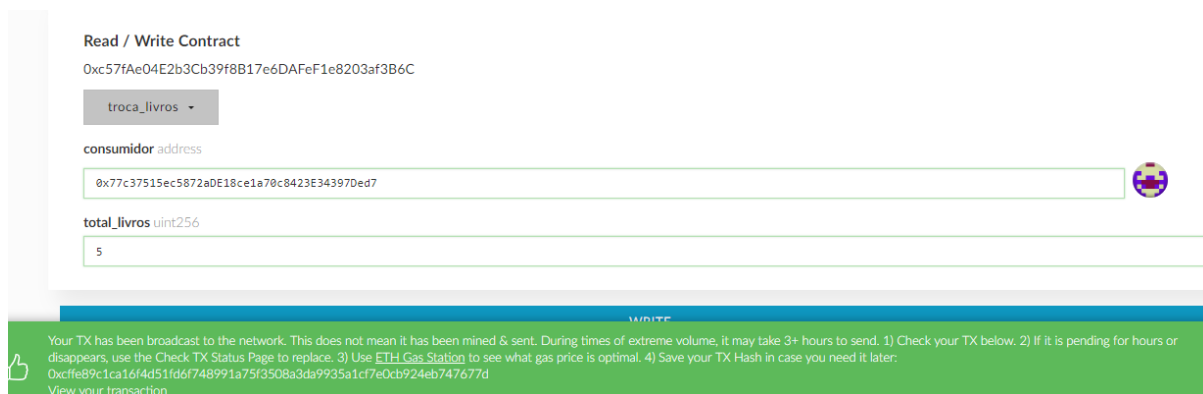 Read / Write Contract
0xc57fAe04E2b3Cb39f8B17e6DAFeF1e8203af3B6C
troca_livros
consumidor address
0x77c37515ec5872aDE18ce1a70c8423E34397Ded7
total_livros uint256
5
WRITE
Your TX has been broadcast to the network. This does not mean it has been mined & sent. During times of extreme volume, it may take 3+ hours to send. 1) Check your TX below. 2) If it is pending for hours or
disappears, use the Check TX Status Page to replace. 3) Use ETH Gas Station to see what gas price is optimal. 4) Save your TX Hash in case you need it later:
0xcffe89c1ca16f4d51fd6f748991a75f3508a3da9935a1cf7e0cb924eb747677d
View your transaction